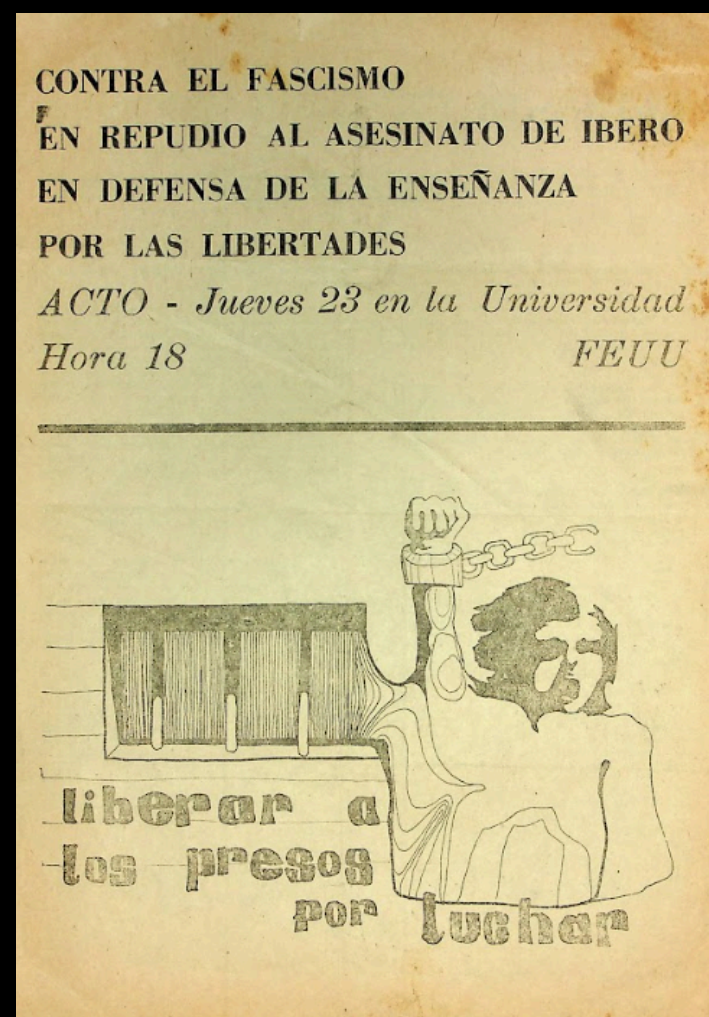 CONTRA EL FASCISMO
EN REPUDIO AL ASESINATO DE IBERO
EN DEFENSA DE LA ENSEÑANZA
POR LAS LIBERTADES
ACTO - Jueves 23 en la Universidad
Hora 18 FEUU
liberar a
los presos
por luchar